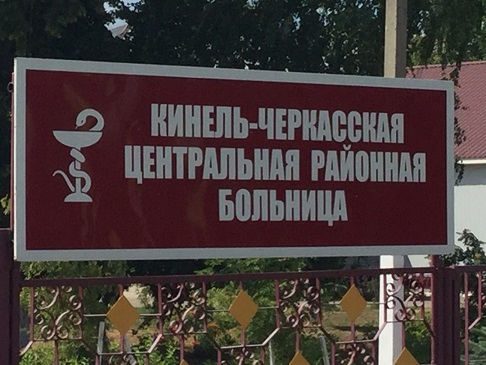 КИНЕЛЬ-ЧЕРКАССКАЯ
ЦЕНТРАЛЬНАЯ РАЙОННАЯ
БОЛЬНИЦА